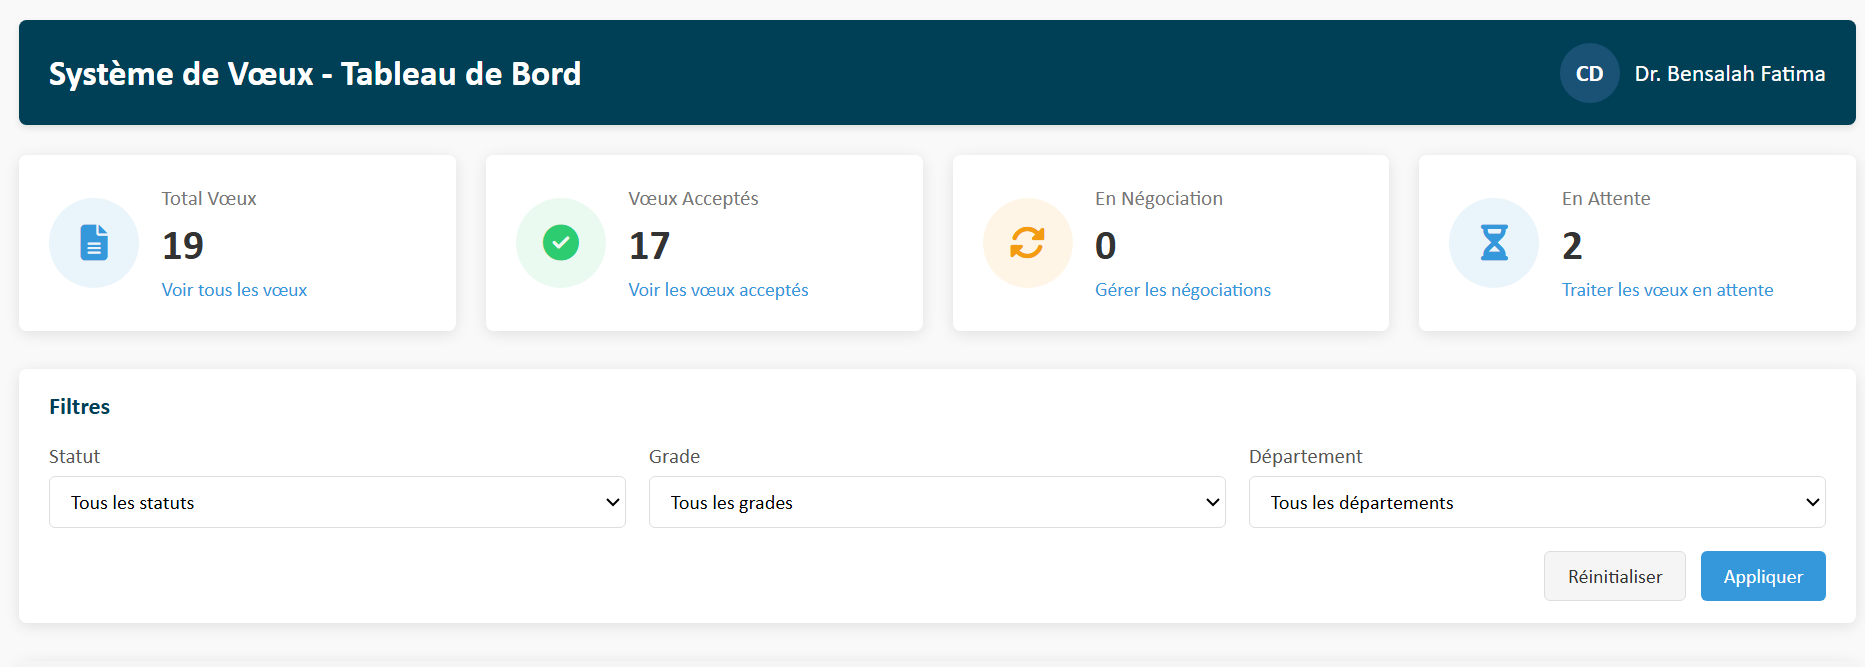 Système de Vœux - Tableau de Bord
CD
Dr. Bensalah Fatima
Total Vœux
19
Voir tous les vœux
Vœux Acceptés
17
Voir les vœux acceptés
En Négociation
0
Gérer les négociations
En Attente
2
Traiter les vœux en attente
Filtres
Statut
Tous les statuts
Grade
Tous les grades
Département
Tous les départements
Réinitialiser
Appliquer